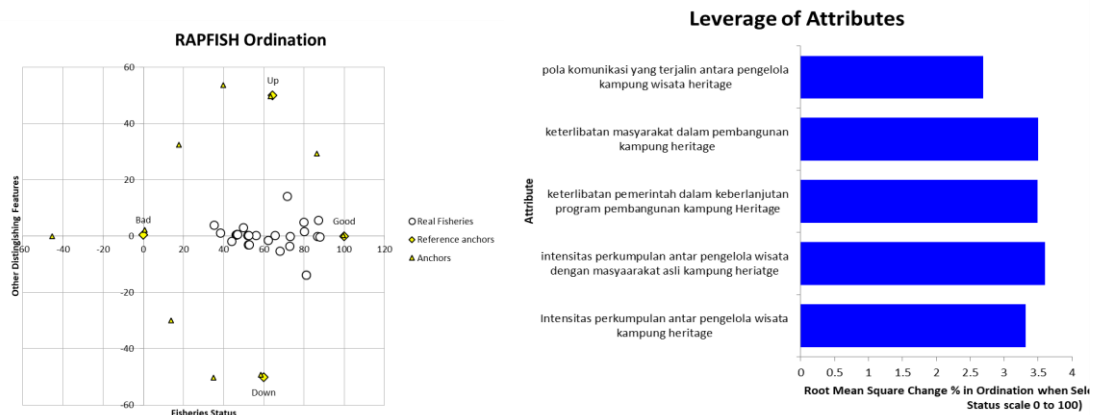 RAPFISH Ordination
60
40
20
0
-20
-40
-60
-60
-40
-20
0
20
40
60
80
100
120
Up
Bad
Good
Down
Other Distingishing Features
Fisheries Status
Real Fisheries
Reference anchors
Anchors
Leverage of Attributes
Attribute
pola komunikasi yang terjalin antara pengelola
kampung wisata heritage
keterlibatan masyarakat dalam pembangunan
kampung heritage
keterlibatan pemerintah dalam keberlanjutan
program pembangunan kampung Heritage
intensitas perkumpulan antar pengelola wisata
dengan masyaarakat asli kampung heriatge
Intensitas perkumpulan antar pengelola wisata
kampung heritage
0
0.5
1
1.5
2
2.5
3
3.5
4
Root Mean Square Change % in Ordination when Sele
Status scale 0 to 100)